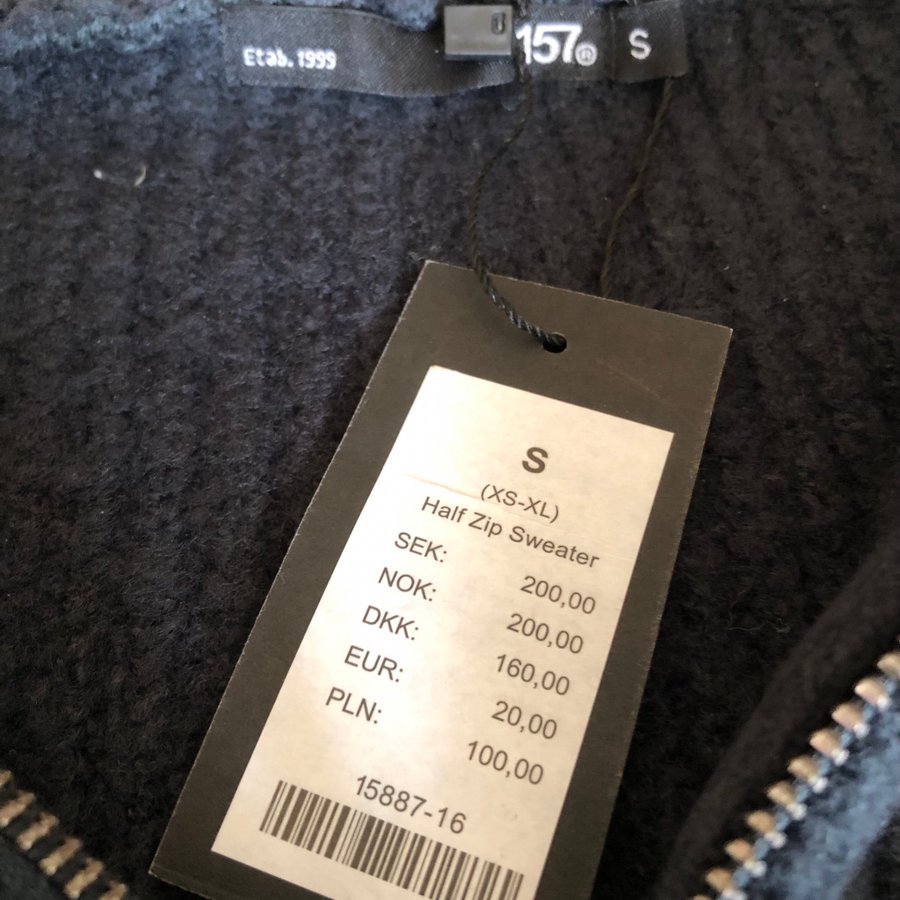 Etab. 1999
157
S
S
(XS-XL)
Half Zip Sweater
SEK: 200,00
NOK: 200,00
DKK: 160,00
EUR: 20,00
PLN: 100,00
15887-16